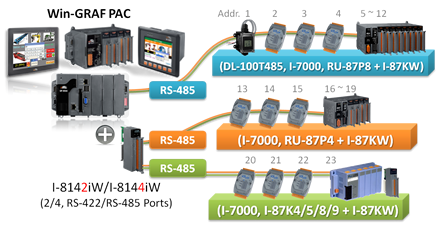 Win-GRAF PAC
Addr. 1 2 3 4 5 ~ 12
RS-485
(DL-100T485, I-7000, RU-87P8 + I-87KW)
13 14 15 16 ~ 19
RS-485
(I-7000, RU-87P4 + I-87KW)
RS-485
20 21 22 23
I-8142iW/I-8144iW
(2/4, RS-422/RS-485 Ports)
(I-7000, I-87K4/5/8/9 + I-87KW)